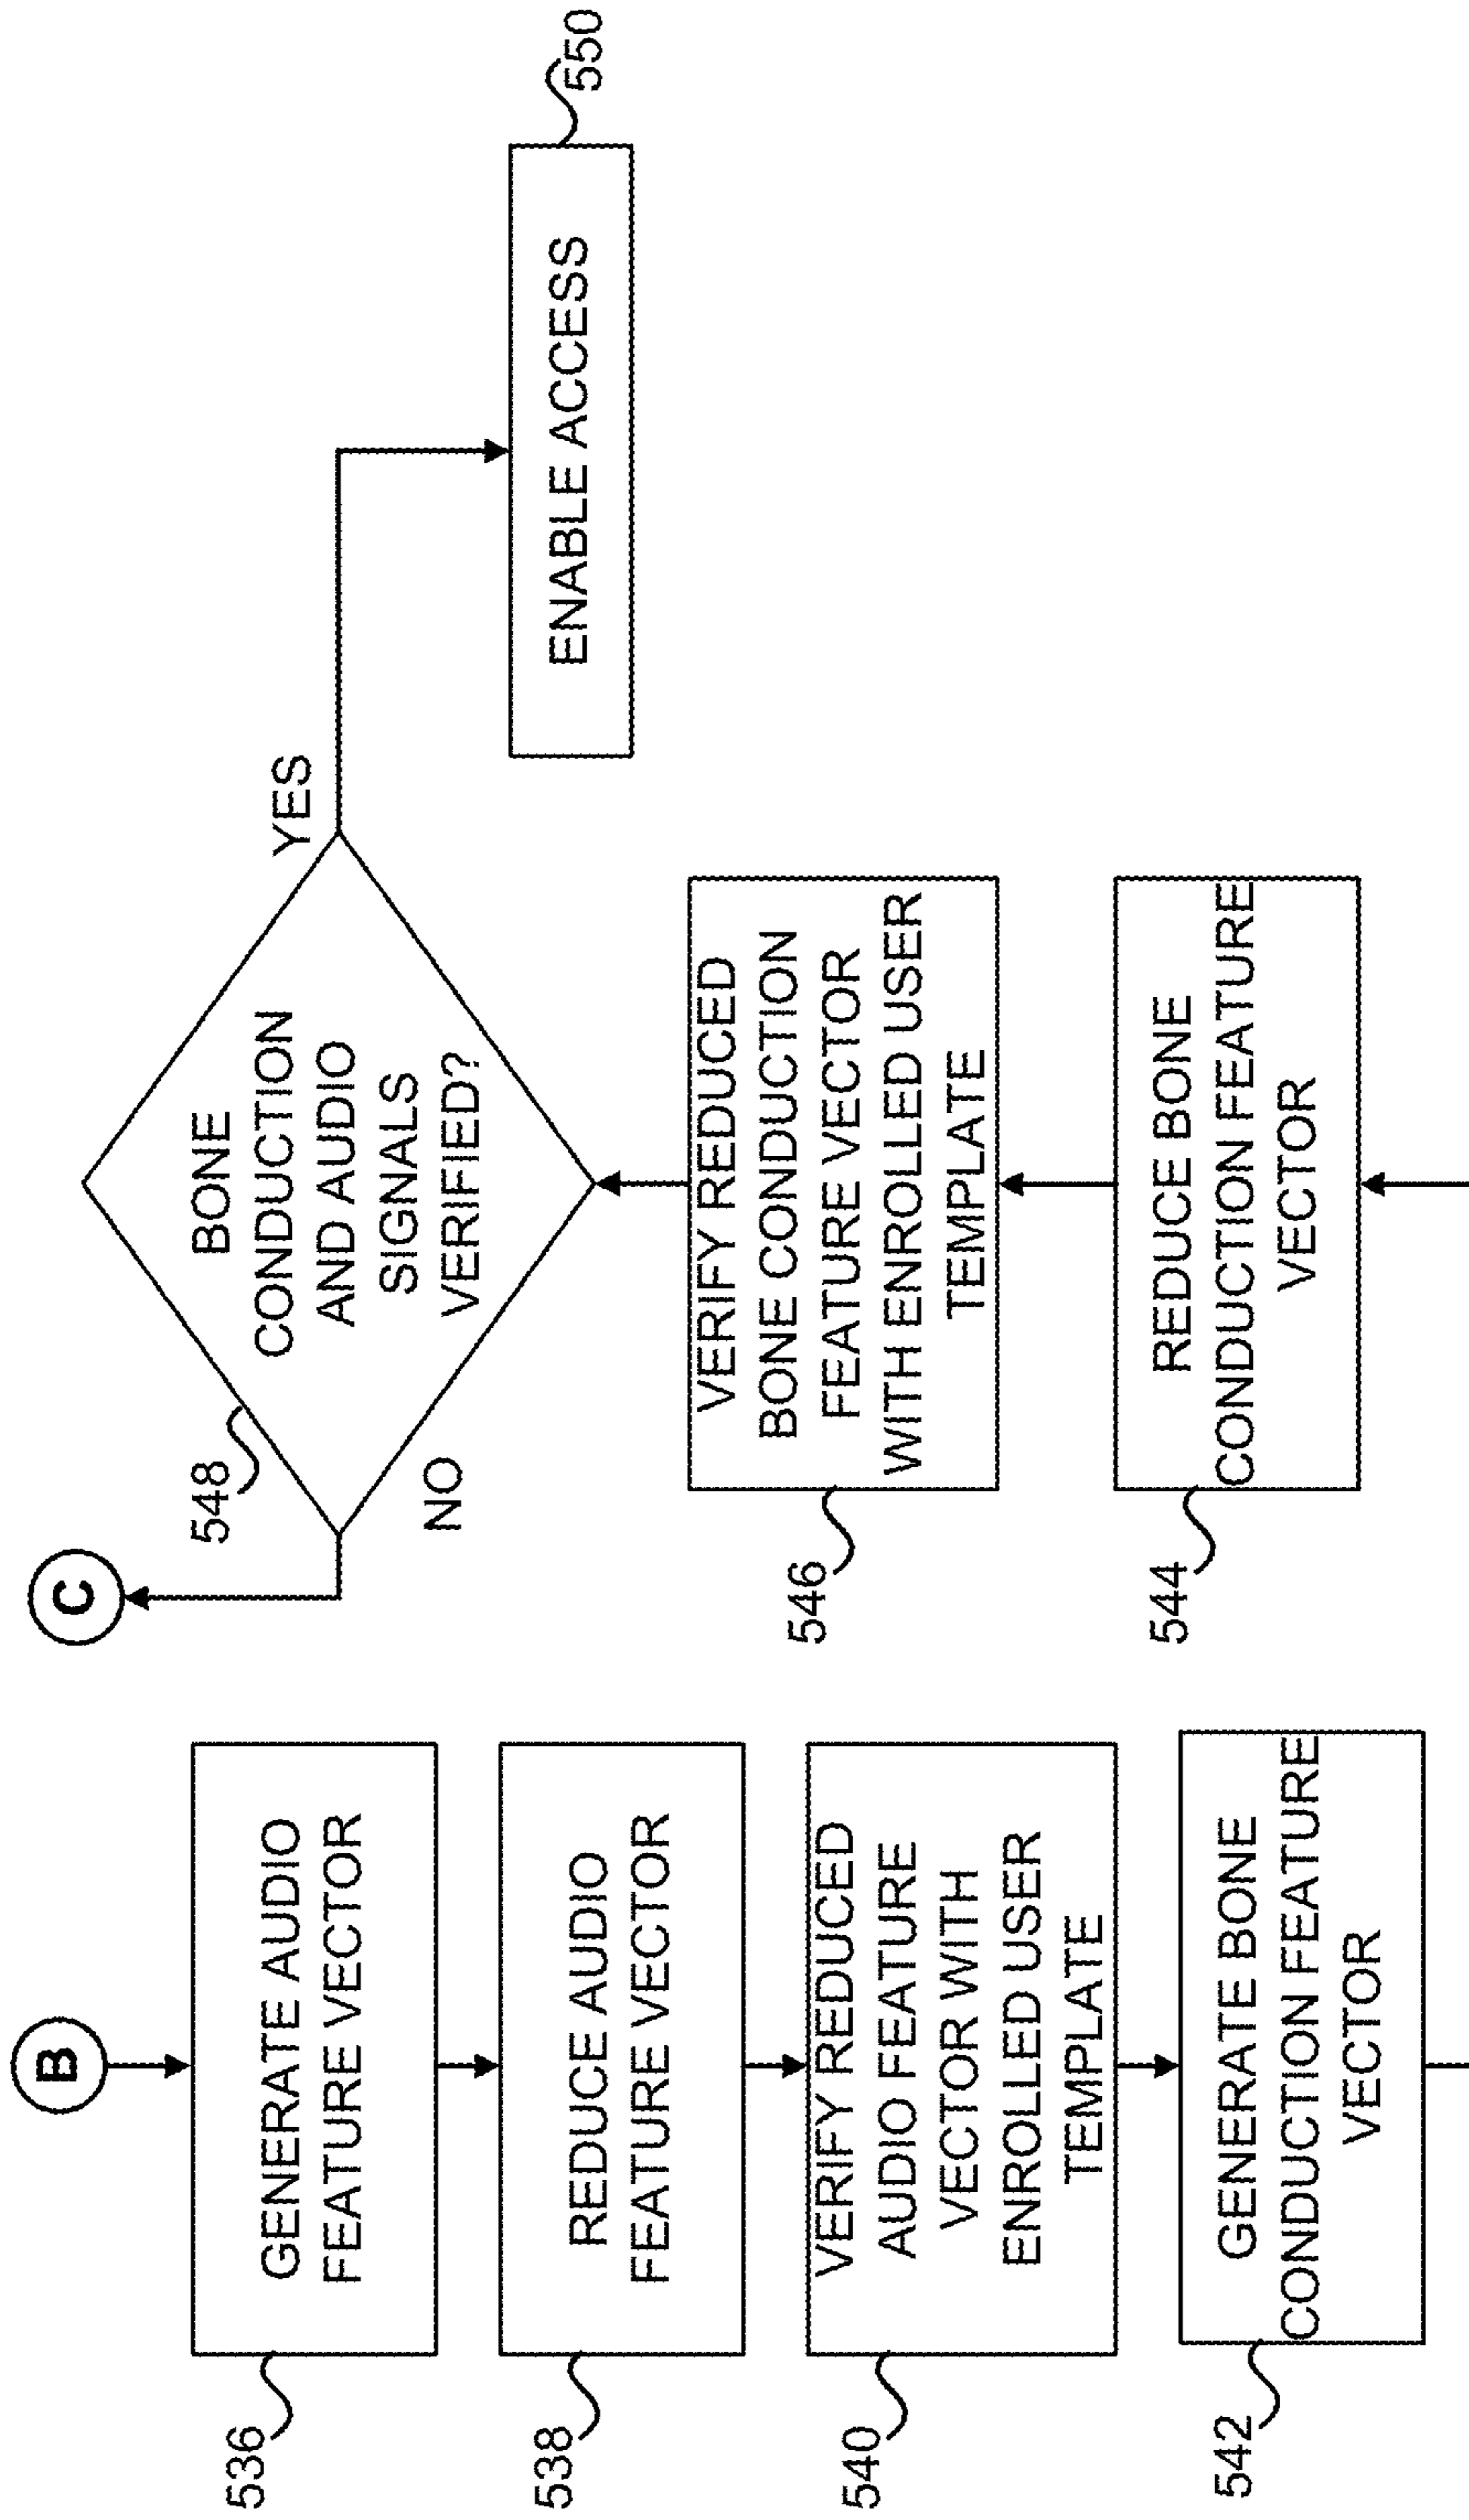 B
536
GENERATE AUDIO
FEATURE VECTOR
538
REDUCE AUDIO
FEATURE VECTOR
540
VERIFY REDUCED
AUDIO FEATURE
VECTOR WITH
ENROLLED USER
TEMPLATE
542
GENERATE BONE
CONDUCTION FEATURE
VECTOR
544
REDUCE BONE
CONDUCTION FEATURE
VECTOR
546
VERIFY REDUCED
BONE CONDUCTION
FEATURE VECTOR
WITH ENROLLED USER
TEMPLATE
548
BONE
CONDUCTION
AND AUDIO
SIGNALS
VERIFIED?
NO
C
YES
ENABLE ACCESS
550